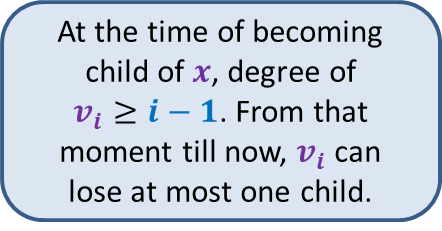 At the time of becoming
child of x, degree of
vᵢ ≥ i − 1. From that
moment till now, vᵢ can
lose at most one child.